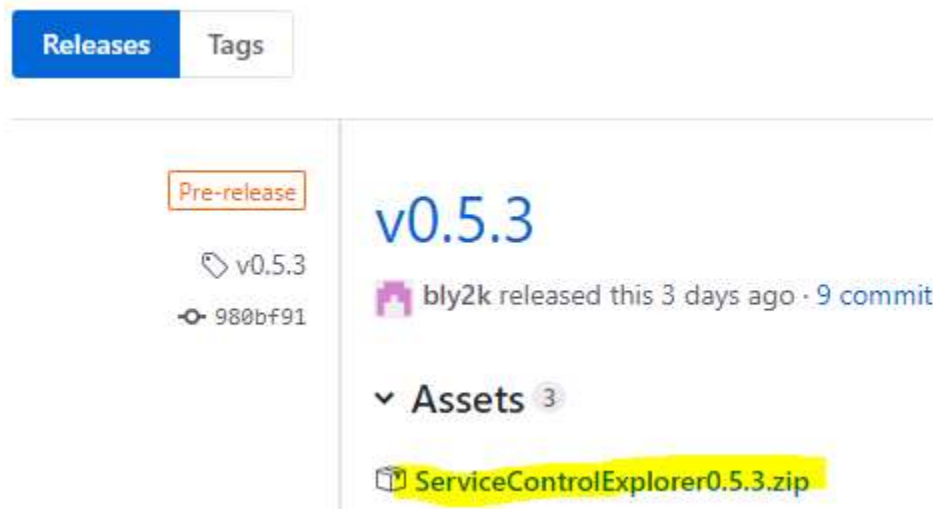 Releases Tags
Pre-release
v0.5.3
980bf91
v0.5.3
bly2k released this 3 days ago · 9 commit
Assets 3
ServiceControlExplorer0.5.3.zip